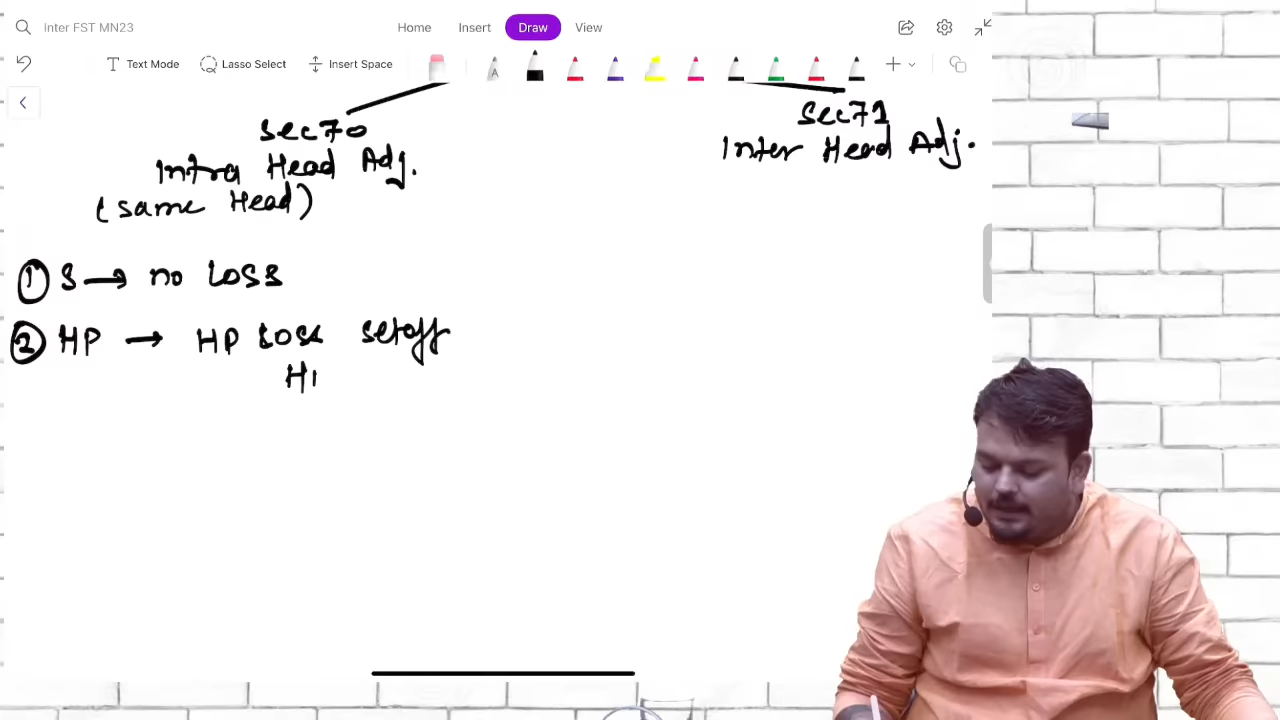 Inter FST MN23
Home Insert Draw View
Text Mode Lasso Select Insert Space
A
Sec70
Intra Head Adj.
(Same Head)
Sec71
Inter Head Adj.
① S → no Loss
② HP → HP Loss setoff